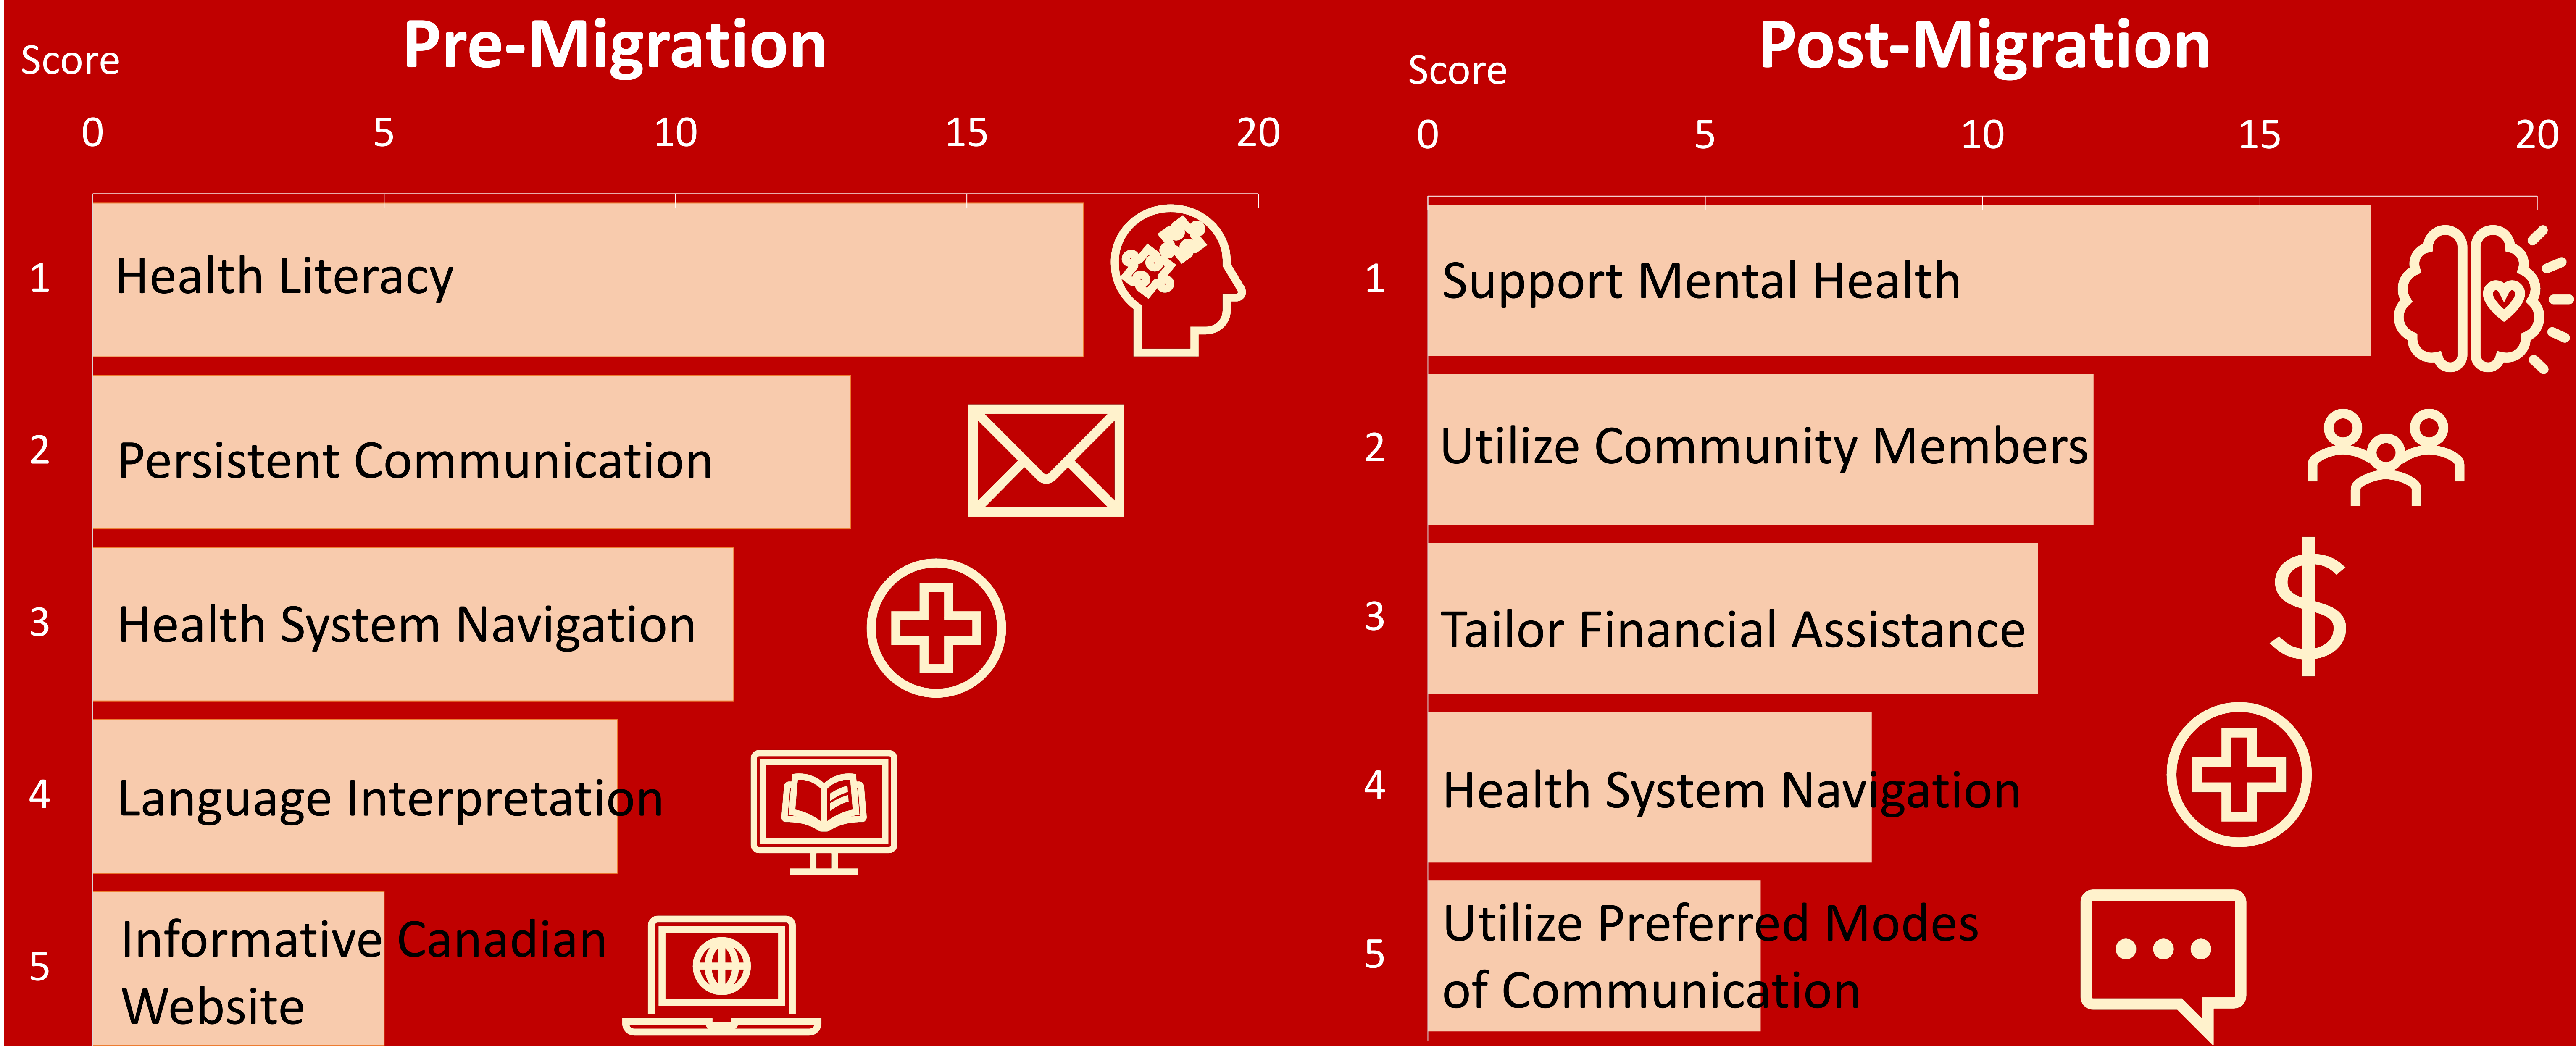 Pre-Migration
Score
0 5 10 15 20
1 Health Literacy
2 Persistent Communication
3 Health System Navigation
4 Language Interpretation
5 Informative Canadian
Website
Post-Migration
Score
0 5 10 15 20
1 Support Mental Health
2 Utilize Community Members
3 Tailor Financial Assistance
$
4 Health System Navigation
5 Utilize Preferred Modes
of Communication